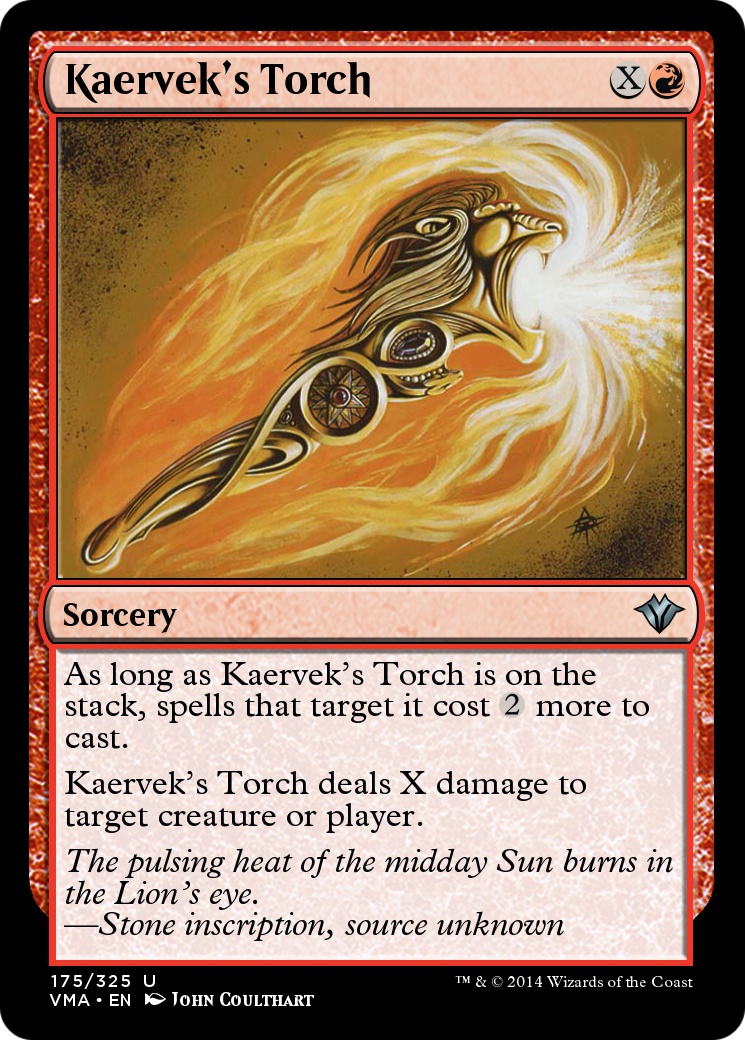 Kaervek's Torch X
Sorcery
As long as Kaervek's Torch is on the
stack, spells that target it cost 2 more to
cast.
Kaervek's Torch deals X damage to
target creature or player.
The pulsing heat of the midday Sun burns in
the Lion's eye.
—Stone inscription, source unknown
175/325 U
VMA • EN John Coulthart
™ & © 2014 Wizards of the Coast